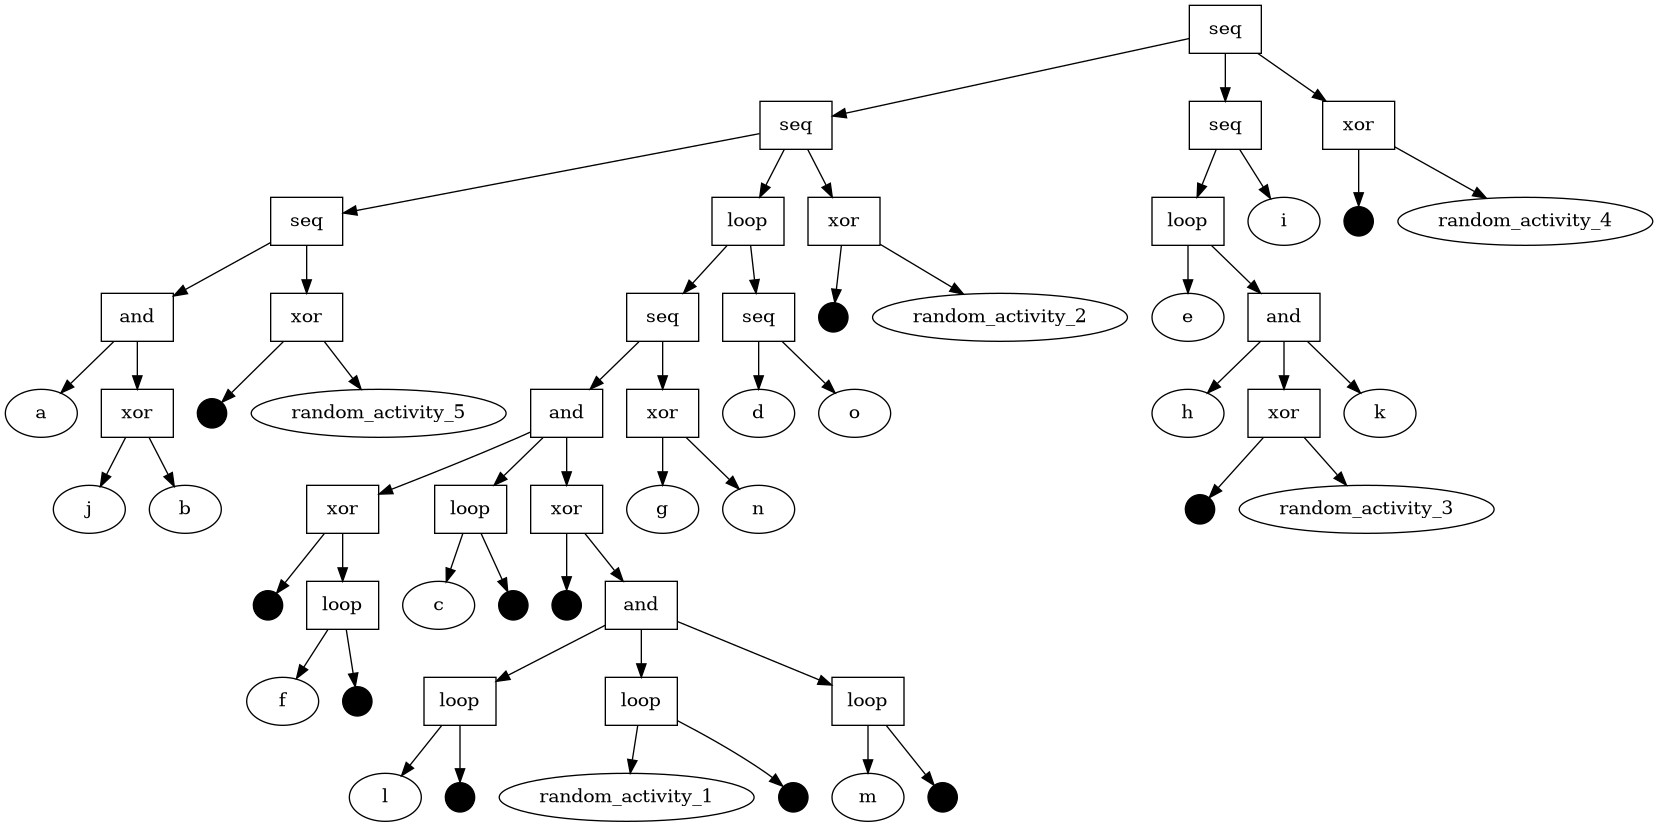 seq
seq seq xor
seq loop xor loop i random_activity_4
and xor seq seq random_activity_2 e and
a xor random_activity_5 and xor d o h xor k
j b xor loop xor g n random_activity_3
loop c and
f loop loop loop
l random_activity_1 m